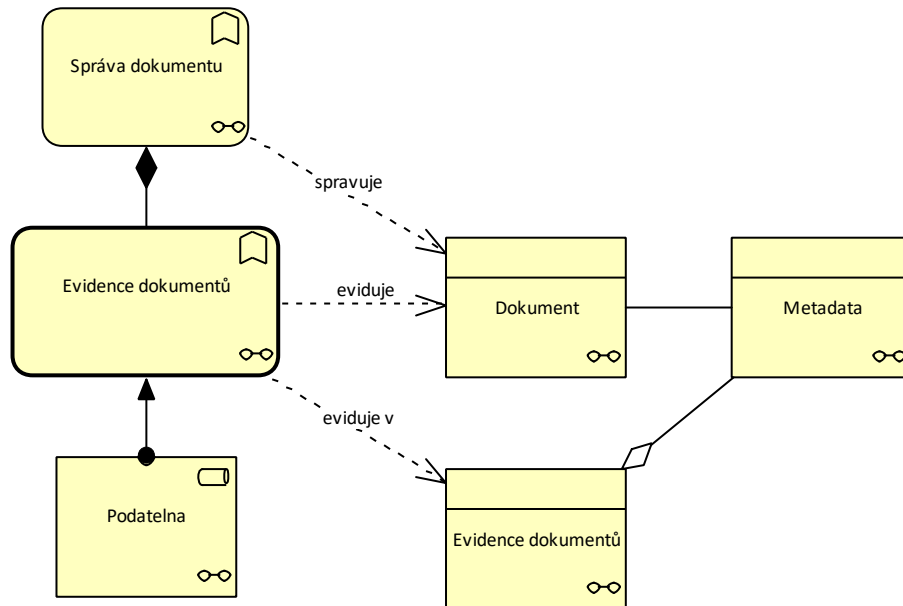 Správa dokumentu
spravuje
Evidence dokumentů
eviduje
Dokument
Metadata
eviduje v
Podatelna
Evidence dokumentů